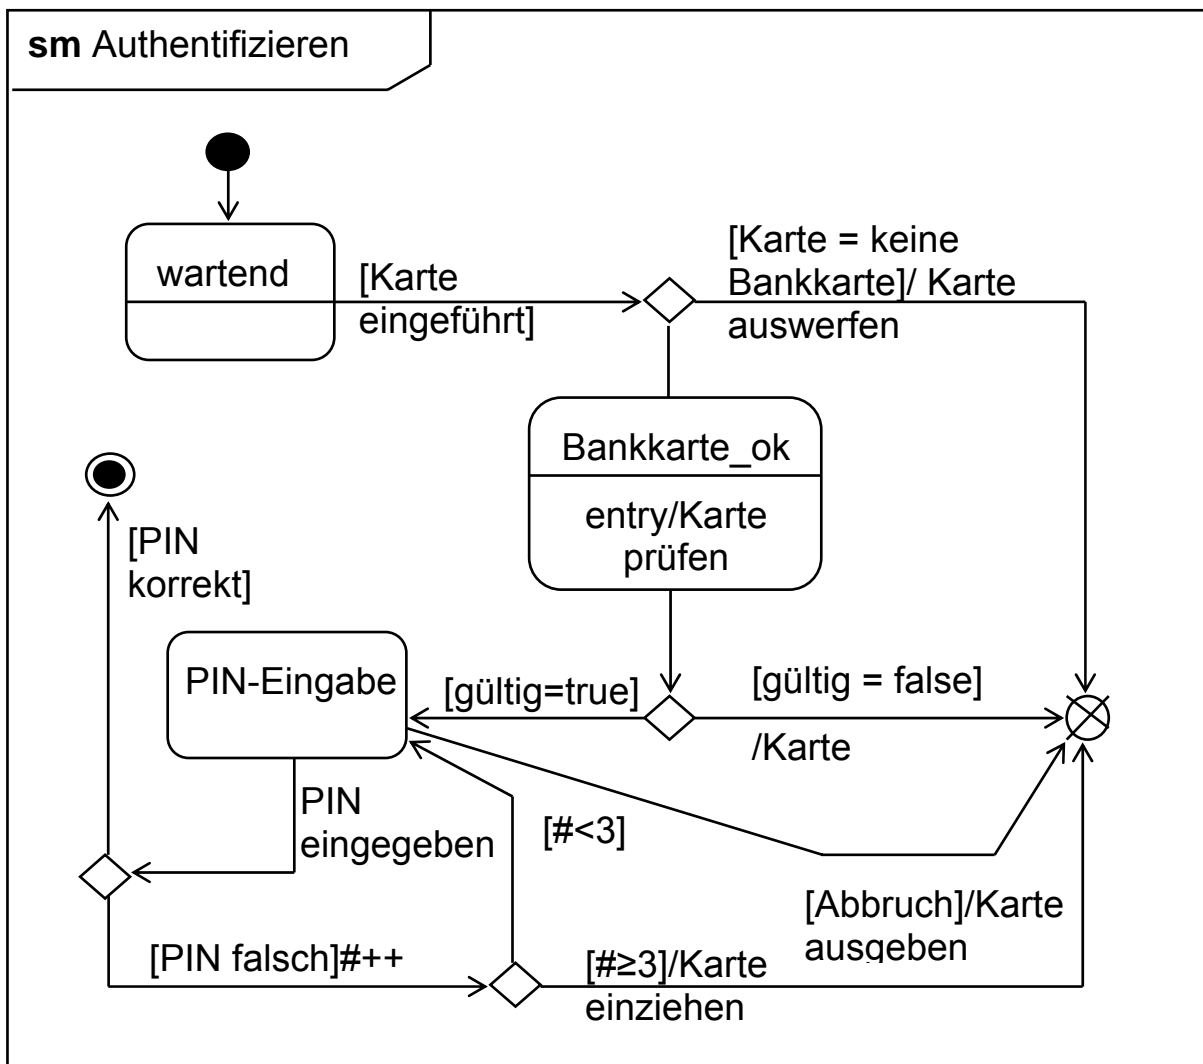 sm Authentifizieren
wartend
[Karte
eingeführt]
[Karte = keine
Bankkarte]/ Karte
auswerfen
Bankkarte_ok
entry/Karte
prüfen
[PIN
korrekt]
PIN-Eingabe
[gültig=true]
[gültig = false]
/Karte
PIN
eingegeben
[#<3]
[Abbruch]/Karte
ausgeben
[PIN falsch]#++
[#≥3]/Karte
einziehen